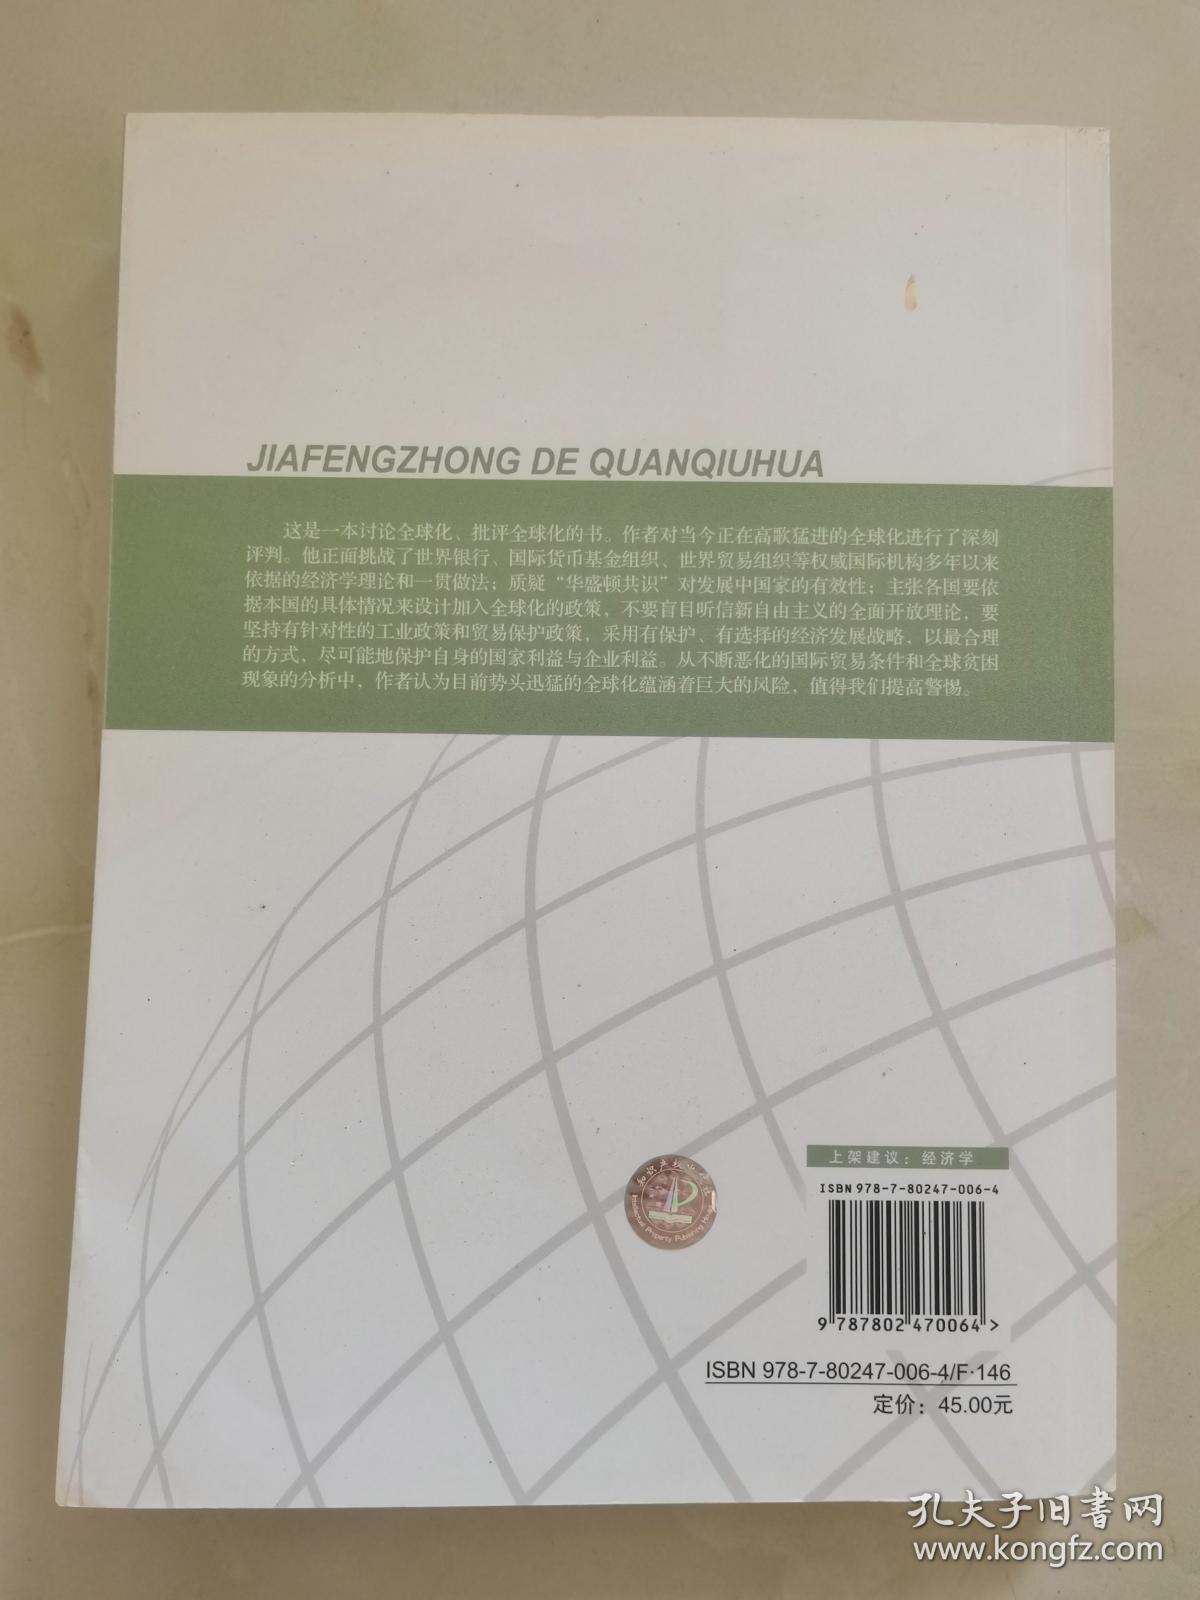 JIAFENGZHONG DE QUANQIUHUA
这是一本讨论全球化、批评全球化的书。作者对当今正在高歌猛进的全球化进行了深刻
评判。他正面挑战了世界银行、国际货币基金组织、世界贸易组织等权威国际机构多年以来
依据的经济学理论和一贯做法；质疑“华盛顿共识”对发展中国家的有效性；主张各国要依
据本国的具体情况来设计加入全球化的政策，不要盲目听信新自由主义的全面开放理论，要
坚持有针对性的工业政策和贸易保护政策，采用有保护、有选择的经济发展战略，以最合理
的方式，尽可能地保护自身的国家利益与企业利益。从不断恶化的国际贸易条件和全球贫困
现象的分析中，作者认为目前势头迅猛的全球化蕴涵着巨大的风险，值得我们提高警惕。
上架建议：经济学
ISBN 978-7-80247-006-4
9 787802 470064 >
知识产权出版社
Intellectual Property Publishing House
ISBN 978-7-80247-006-4/F·146
定价：45.00元
孔夫子旧书网
www.kongfz.com